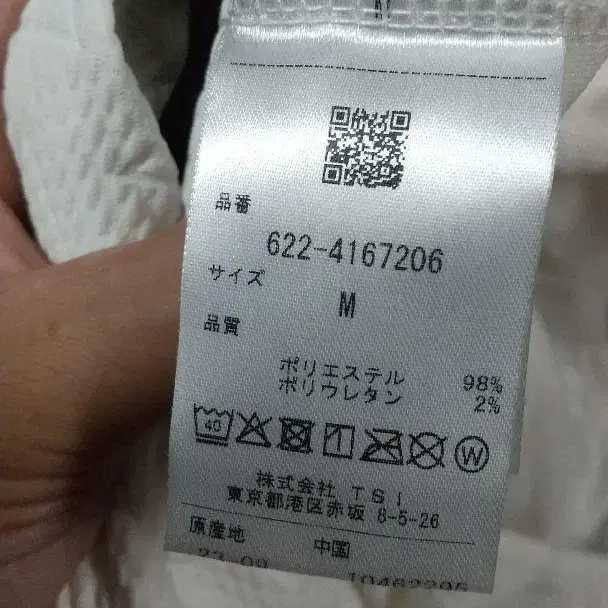 品番
622-4167206
サイズ
M
品質
ポリエステル 98%
ポリウレタン 2%
40 W
株式会社 TSI
東京都港区赤坂 8-5-26
原産地 中国